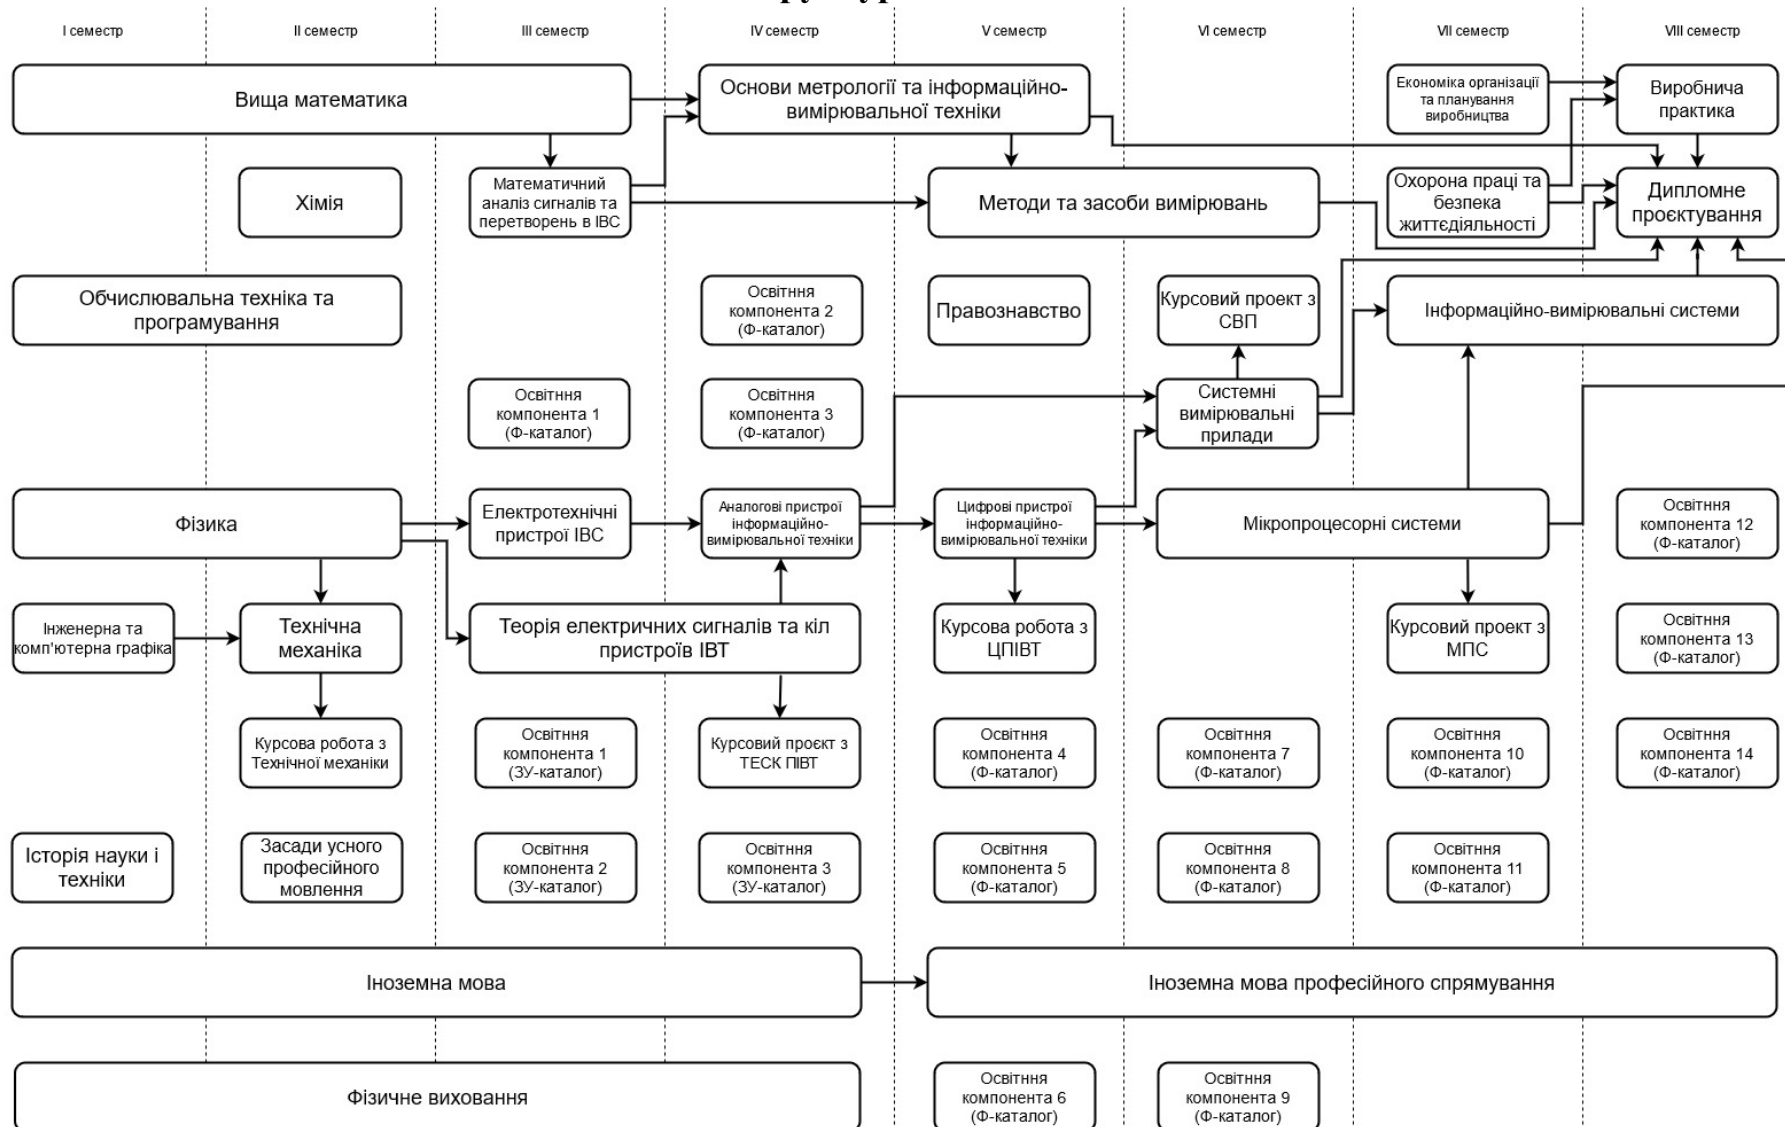 I семестр
II семестр
III семестр
IV семестр
V семестр
VI семестр
VII семестр
VIII семестр
Вища математика
Основи метрології та інформаційно-
вимірювальної техніки
Економіка організації
та планування
виробництва
Виробнича
практика
Хімія
Математичний
аналіз сигналів та
перетворень в ІВС
Методи та засоби вимірювань
Охорона праці та
безпека
життєдіяльності
Дипломне
проєктування
Обчислювальна техніка та
програмування
Освітння
компонента 2
(Ф-каталог)
Правознавство
Курсовий проект з
СВП
Інформаційно-вимірювальні системи
Освітння
компонента 1
(Ф-каталог)
Освітння
компонента 3
(Ф-каталог)
Системні
вимірювальні
прилади
Фізика
Електротехнічні
пристрої ІВС
Аналогові пристрої
інформаційно-
вимірювальної техніки
Цифрові пристрої
інформаційно-
вимірювальної техніки
Мікропроцесорні системи
Освітння
компонента 12
(Ф-каталог)
Інженерна та
комп'ютерна графіка
Технічна
механіка
Теорія електричних сигналів та кіл
пристроїв ІВТ
Курсова робота з
ЦПІВТ
Курсовий проект з
МПС
Освітння
компонента 13
(Ф-каталог)
Курсова робота з
Технічної механіки
Освітння
компонента 1
(ЗУ-каталог)
Курсовий проєкт з
ТЕСК ПІВТ
Освітння
компонента 4
(Ф-каталог)
Освітння
компонента 7
(Ф-каталог)
Освітння
компонента 10
(Ф-каталог)
Освітння
компонента 14
(Ф-каталог)
Історія науки і
техніки
Засади усного
професійного
мовлення
Освітння
компонента 2
(ЗУ-каталог)
Освітння
компонента 3
(ЗУ-каталог)
Освітння
компонента 5
(Ф-каталог)
Освітння
компонента 8
(Ф-каталог)
Освітння
компонента 11
(Ф-каталог)
Іноземна мова
Іноземна мова професійного спрямування
Фізичне виховання
Освітння
компонента 6
(Ф-каталог)
Освітння
компонента 9
(Ф-каталог)